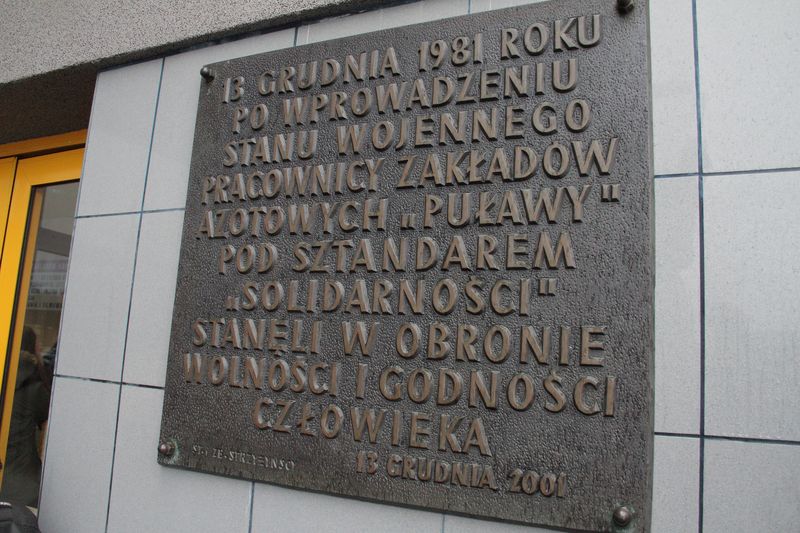 13 GRUDNIA 1981 ROKU
PO WPROWADZENIU
STANU WOJENNEGO
PRACOWNICY ZAKŁADÓW
AZOTOWYCH „PUŁAWY"
POD SZTANDAREM
„SOLIDARNOŚCI"
STANĘLI W OBRONIE
WOLNOŚCI I GODNOŚCI
CZŁOWIEKA
13 GRUDNIA 2001